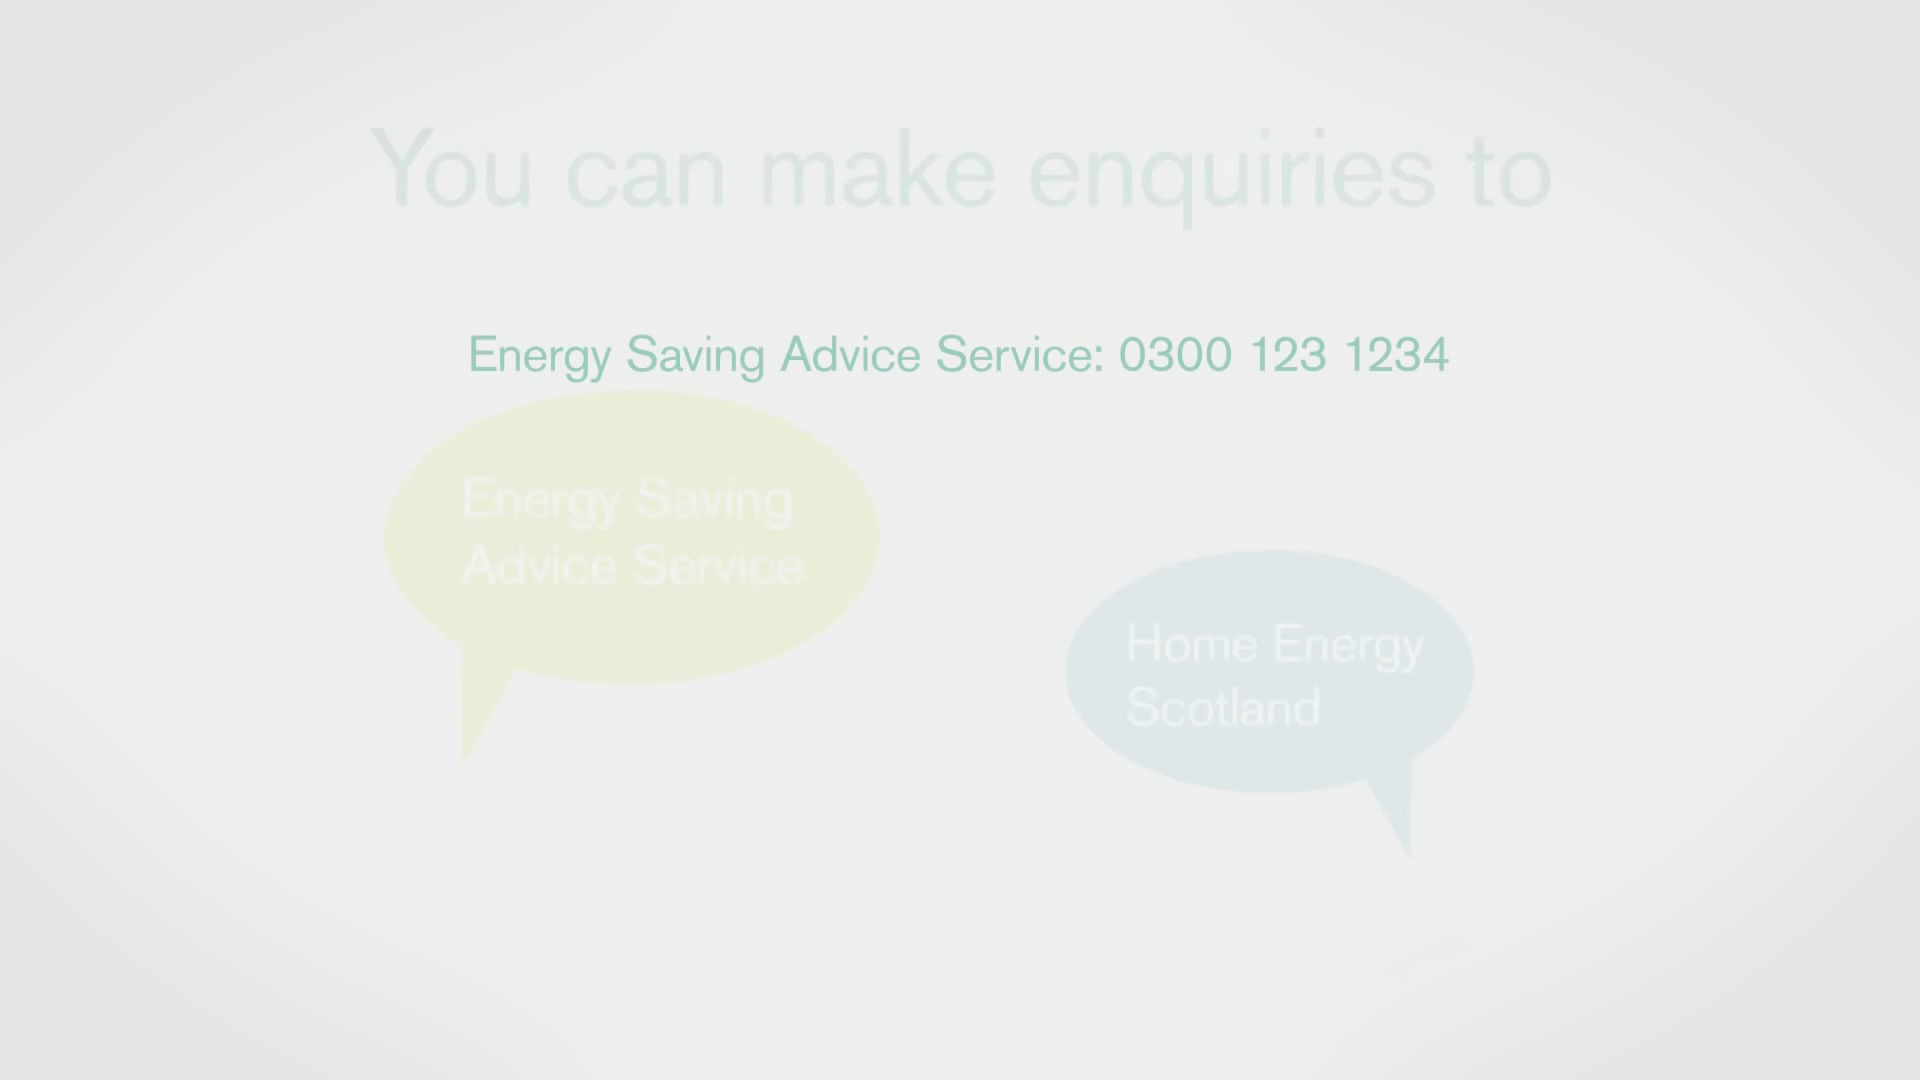 You can make enquiries to
Energy Saving Advice Service: 0300 123 1234
Energy Saving
Advice Service
Home Energy
Scotland